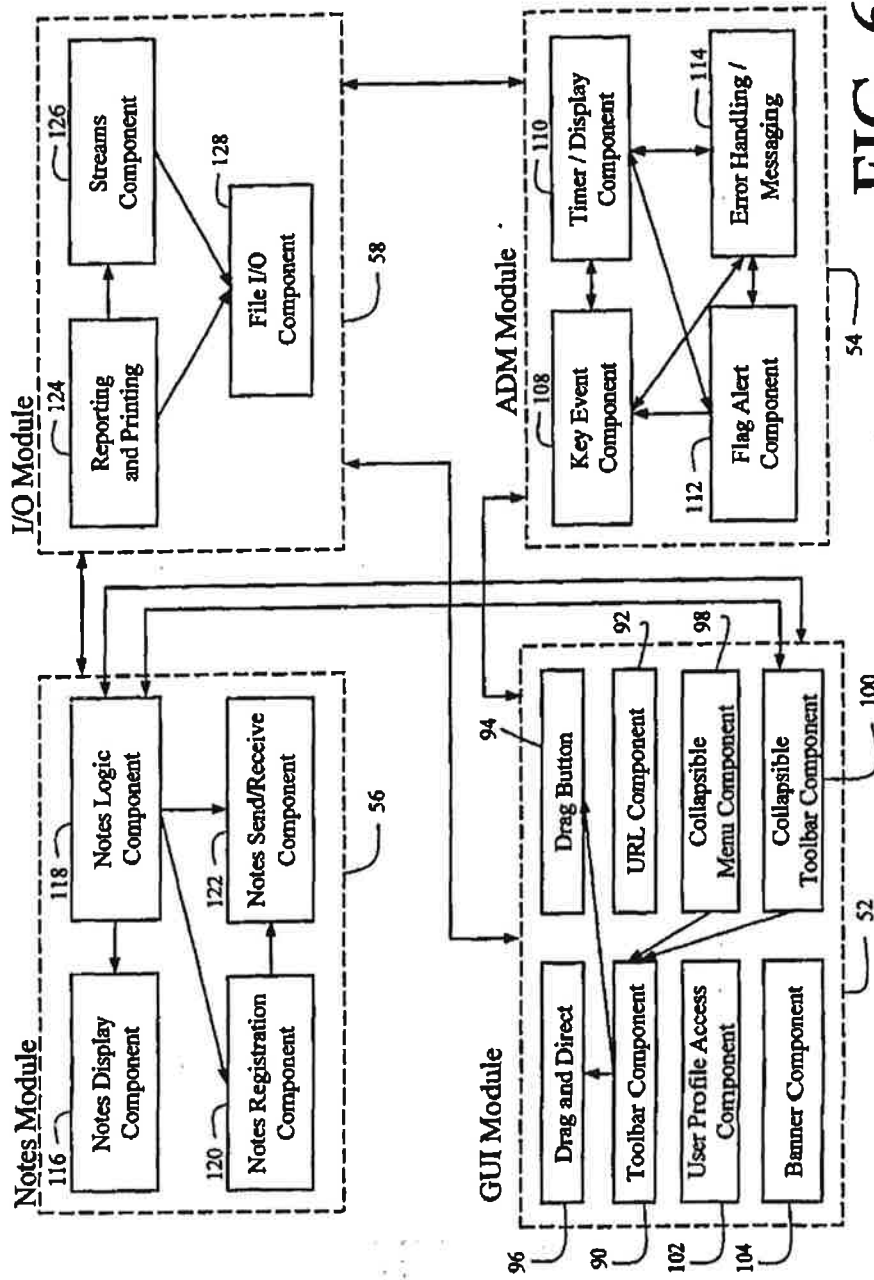 Notes Module
116
Notes Display
Component
118
Notes Logic
Component
120
Notes Registration
Component
122
Notes Send/Receive
Component
56
I/O Module
124
Reporting
and Printing
126
Streams
Component
128
File I/O
Component
58
GUI Module
96
Drag and Direct
94
Drag Button
90
Toolbar Component
URL Component
92
102
User Profile Access
Component
Collapsible
Menu Component
98
104
Banner Component
Collapsible
Toolbar Component
100
52
ADM Module
108
Key Event
Component
110
Timer / Display
Component
112
Flag Alert
Component
114
Error Handling /
Messaging
54
FIG. 6